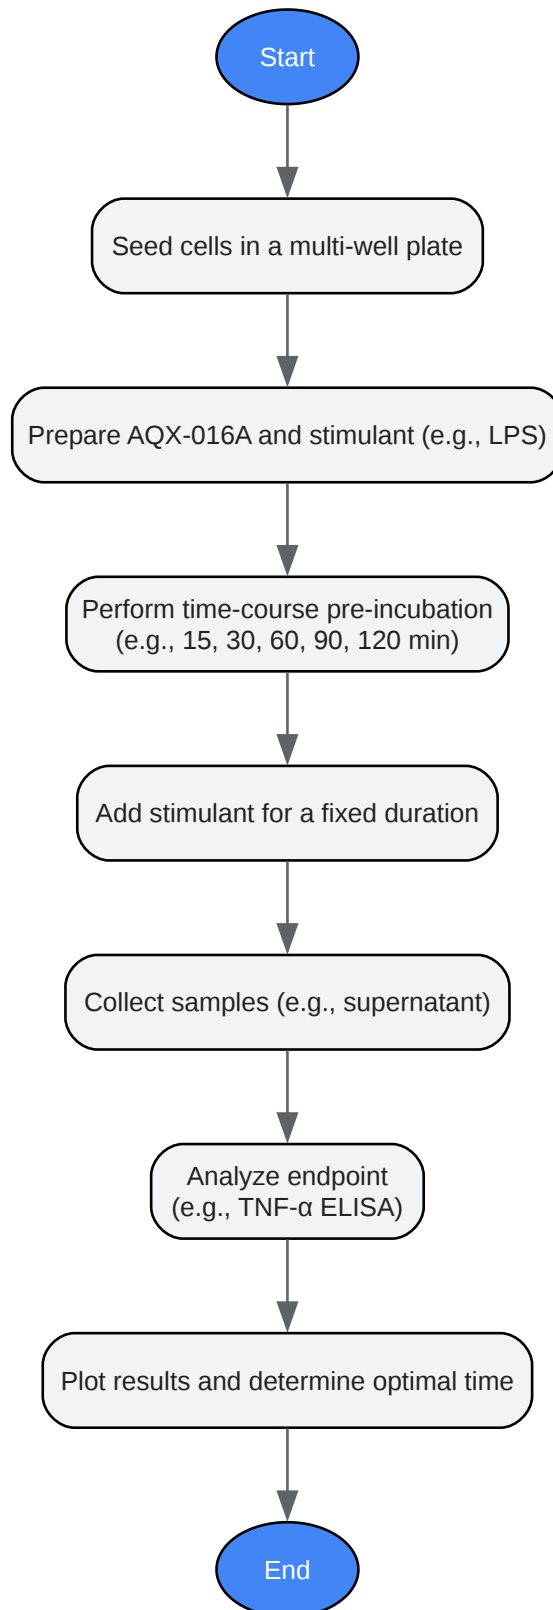 Start
Seed cells in a multi-well plate
Prepare AQX-016A and stimulant (e.g., LPS)
Perform time-course pre-incubation
(e.g., 15, 30, 60, 90, 120 min)
Add stimulant for a fixed duration
Collect samples (e.g., supernatant)
Analyze endpoint
(e.g., TNF-α ELISA)
Plot results and determine optimal time
End